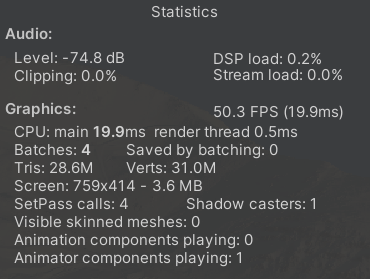 Statistics
Audio:
Level: -74.8 dB DSP load: 0.2%
Clipping: 0.0% Stream load: 0.0%
Graphics: 50.3 FPS (19.9ms)
CPU: main 19.9ms render thread 0.5ms
Batches: 4 Saved by batching: 0
Tris: 28.6M Verts: 31.0M
Screen: 759x414 - 3.6 MB
SetPass calls: 4 Shadow casters: 1
Visible skinned meshes: 0
Animation components playing: 0
Animator components playing: 1